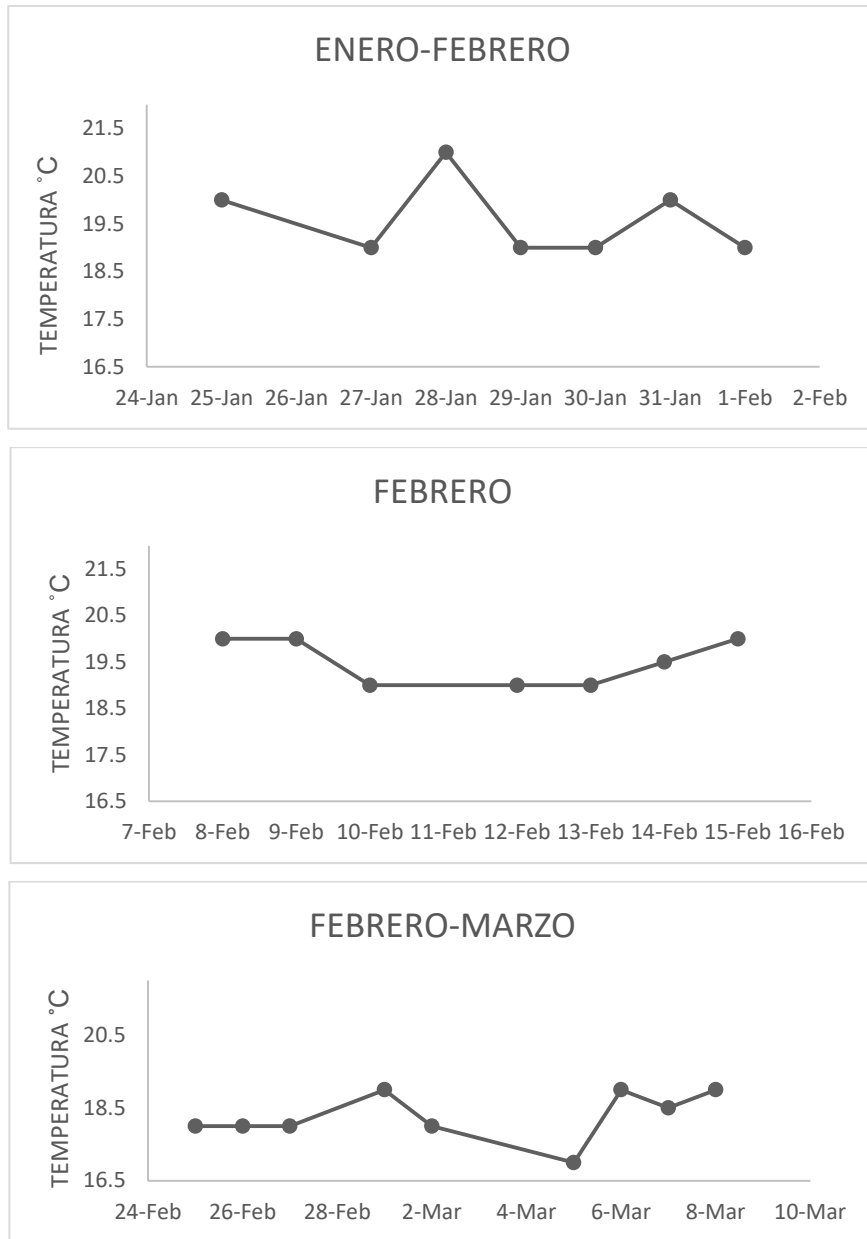 ENERO-FEBRERO
TEMPERATURA ˚C
21.5
20.5
19.5
18.5
17.5
16.5
24-Jan 25-Jan 26-Jan 27-Jan 28-Jan 29-Jan 30-Jan 31-Jan 1-Feb 2-Feb
FEBRERO
TEMPERATURA ˚C
21.5
20.5
19.5
18.5
17.5
16.5
7-Feb 8-Feb 9-Feb 10-Feb 11-Feb 12-Feb 13-Feb 14-Feb 15-Feb 16-Feb
FEBRERO-MARZO
TEMPERATURA ˚C
20.5
18.5
16.5
24-Feb 26-Feb 28-Feb 2-Mar 4-Mar 6-Mar 8-Mar 10-Mar